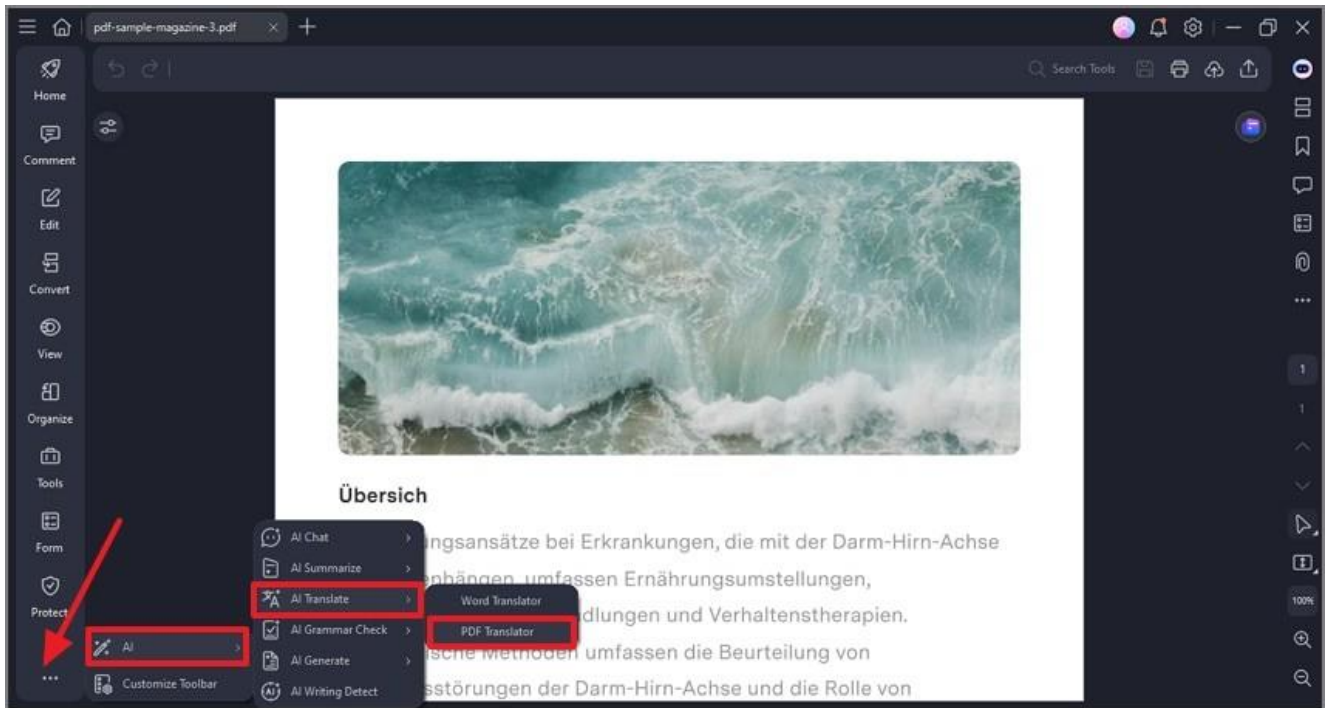 pdf-sample-magazine-3.pdf
Search Tools
Home
Comment
Edit
Convert
View
Organize
Tools
Form
Protect
1
1
100%
Übersich
ngsansätze bei Erkrankungen, die mit der Darm-Hirn-Achse
enhängen, umfassen Ernährungsumstellungen,
dlungen und Verhaltenstherapien.
ische Methoden umfassen die Beurteilung von
sstörungen der Darm-Hirn-Achse und die Rolle von
AI
Customize Toolbar
AI Chat
AI Summarize
AI Translate
AI Grammar Check
AI Generate
AI Writing Detect
Word Translator
PDF Translator